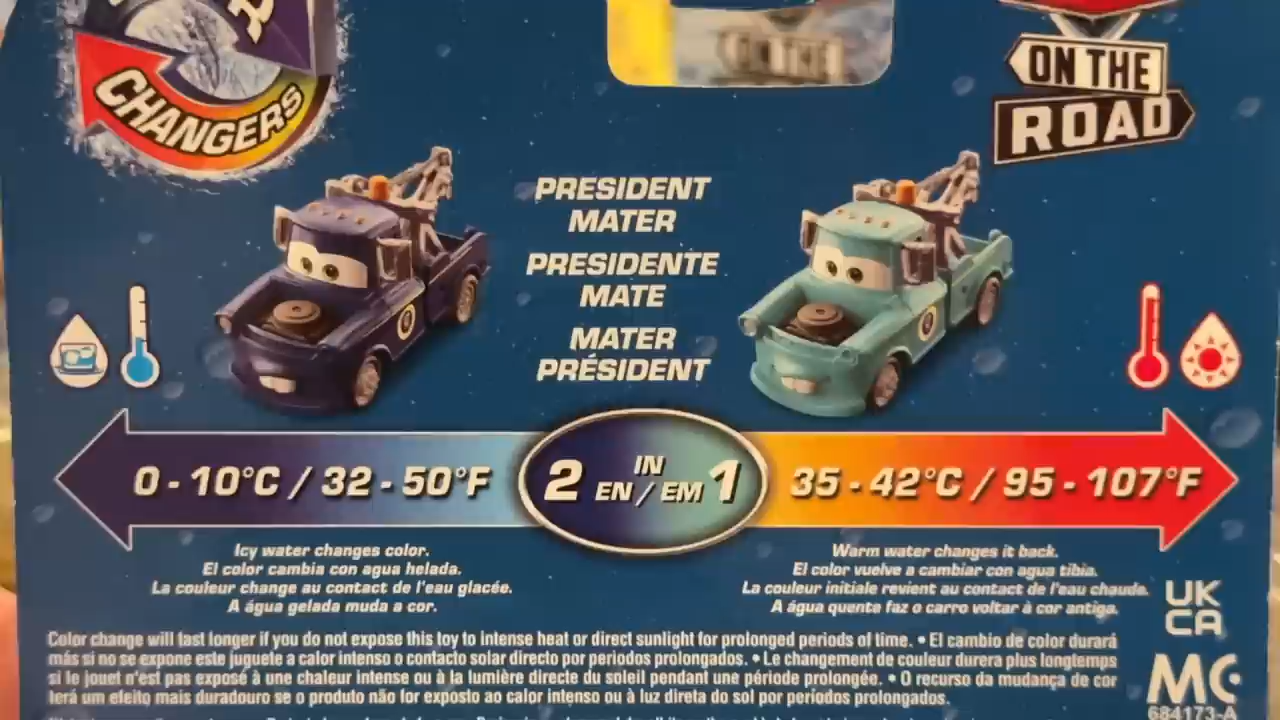 CHANGERS
ON THE
ON THE
ROAD
PRESIDENT
MATER
PRESIDENTE
MATE
MATER
PRÉSIDENT
0 - 10°C / 32 - 50°F
2 IN 1
EN / EM
35 - 42°C / 95 - 107°F
Icy water changes color.
El color cambia con agua helada.
La couleur change au contact de l'eau glacée.
A água gelada muda a cor.
Warm water changes it back.
El color vuelve a cambiar con agua tibia.
La couleur initiale revient au contact de l'eau chaude.
A água quente faz o carro voltar à cor antiga.
UK
CA
Color change will last longer if you do not expose this toy to intense heat or direct sunlight for prolonged periods of time. • El cambio de color durará
más si no se expone este juguete a calor intenso o contacto solar directo por periodos prolongados. • Le changement de couleur durera plus longtemps
si le jouet n'est pas exposé à une chaleur intense ou à la lumière directe du soleil pendant une période prolongée. • O recurso da mudança de cor
terá um efeito mais duradouro se o produto não for exposto ao calor intenso ou à luz direta do sol por períodos prolongados.
MC
684173-A